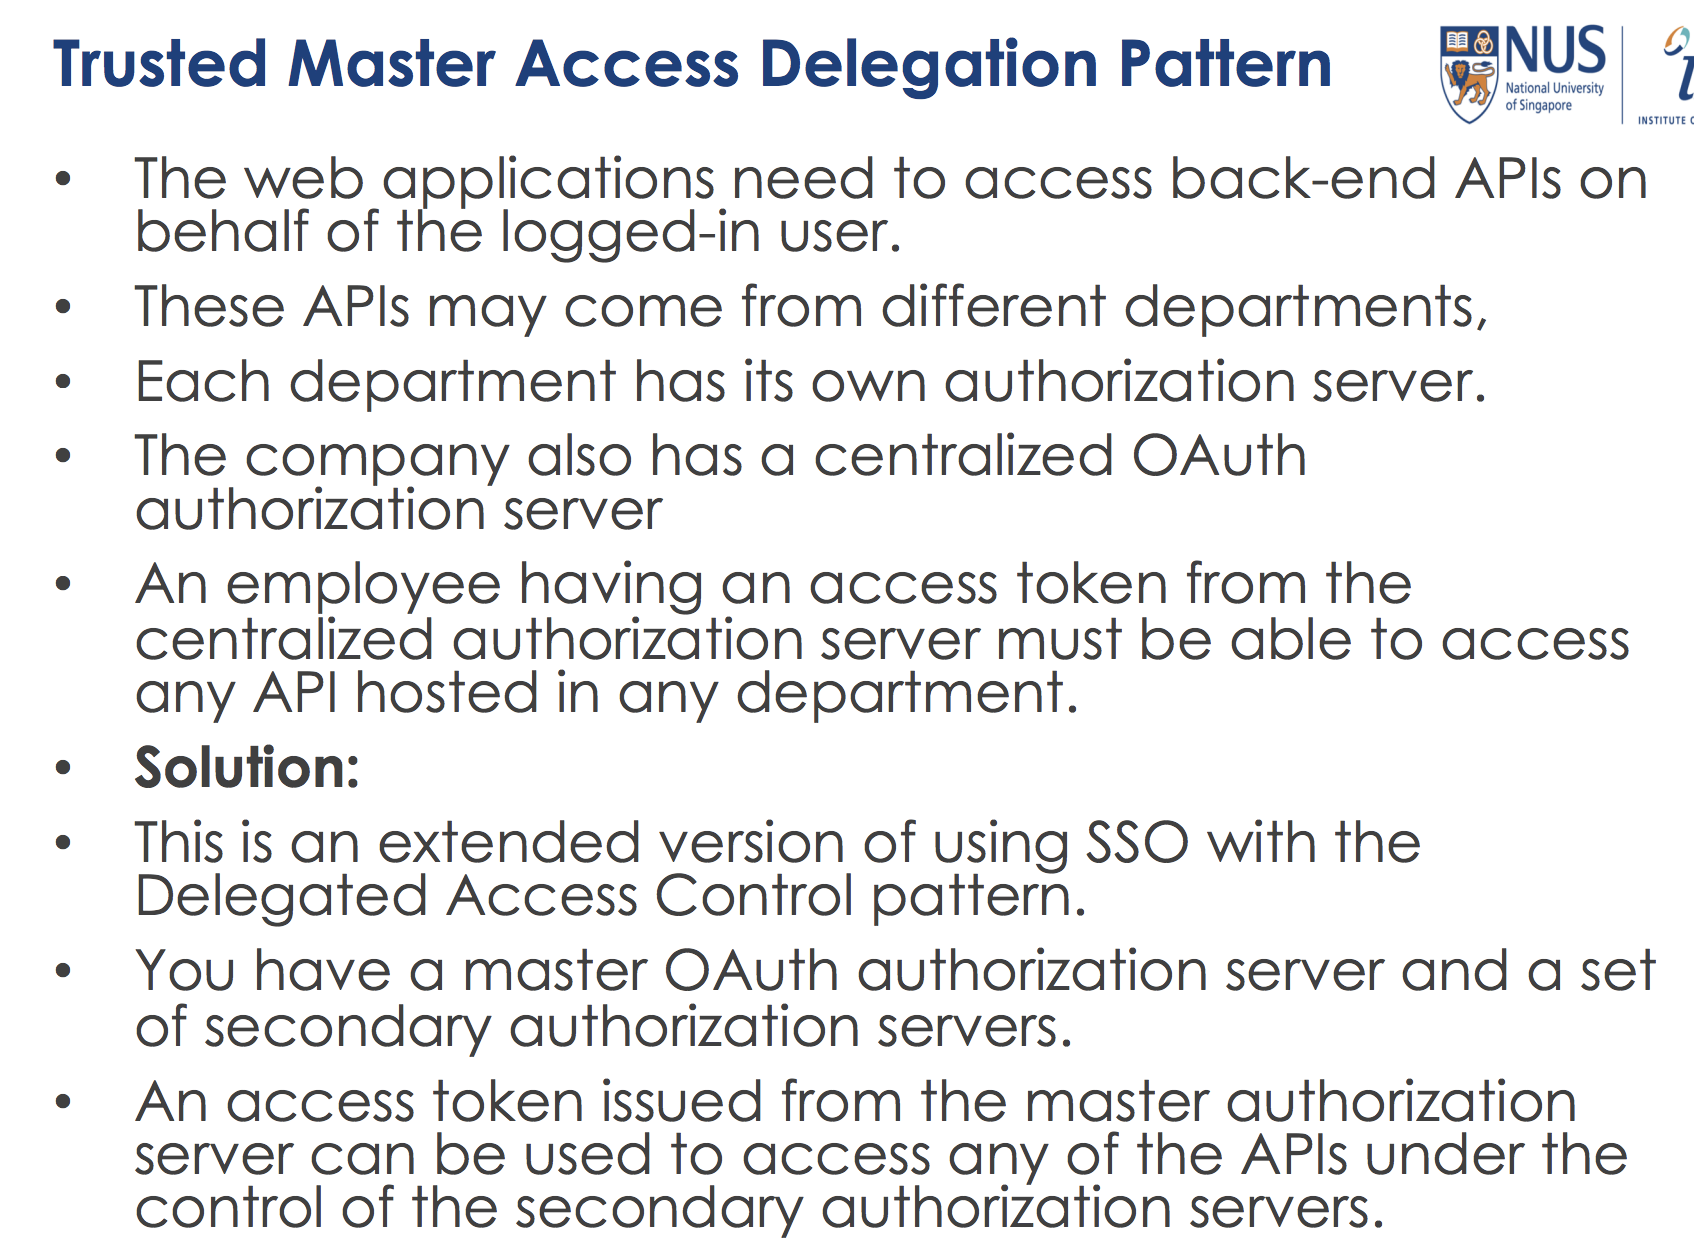 Trusted Master Access Delegation Pattern
NUS
National University
of Singapore
INSTITUTE
• The web applications need to access back-end APIs on
behalf of the logged-in user.
• These APIs may come from different departments,
• Each department has its own authorization server.
• The company also has a centralized OAuth
authorization server
• An employee having an access token from the
centralized authorization server must be able to access
any API hosted in any department.
• Solution:
• This is an extended version of using SSO with the
Delegated Access Control pattern.
• You have a master OAuth authorization server and a set
of secondary authorization servers.
• An access token issued from the master authorization
server can be used to access any of the APIs under the
control of the secondary authorization servers.